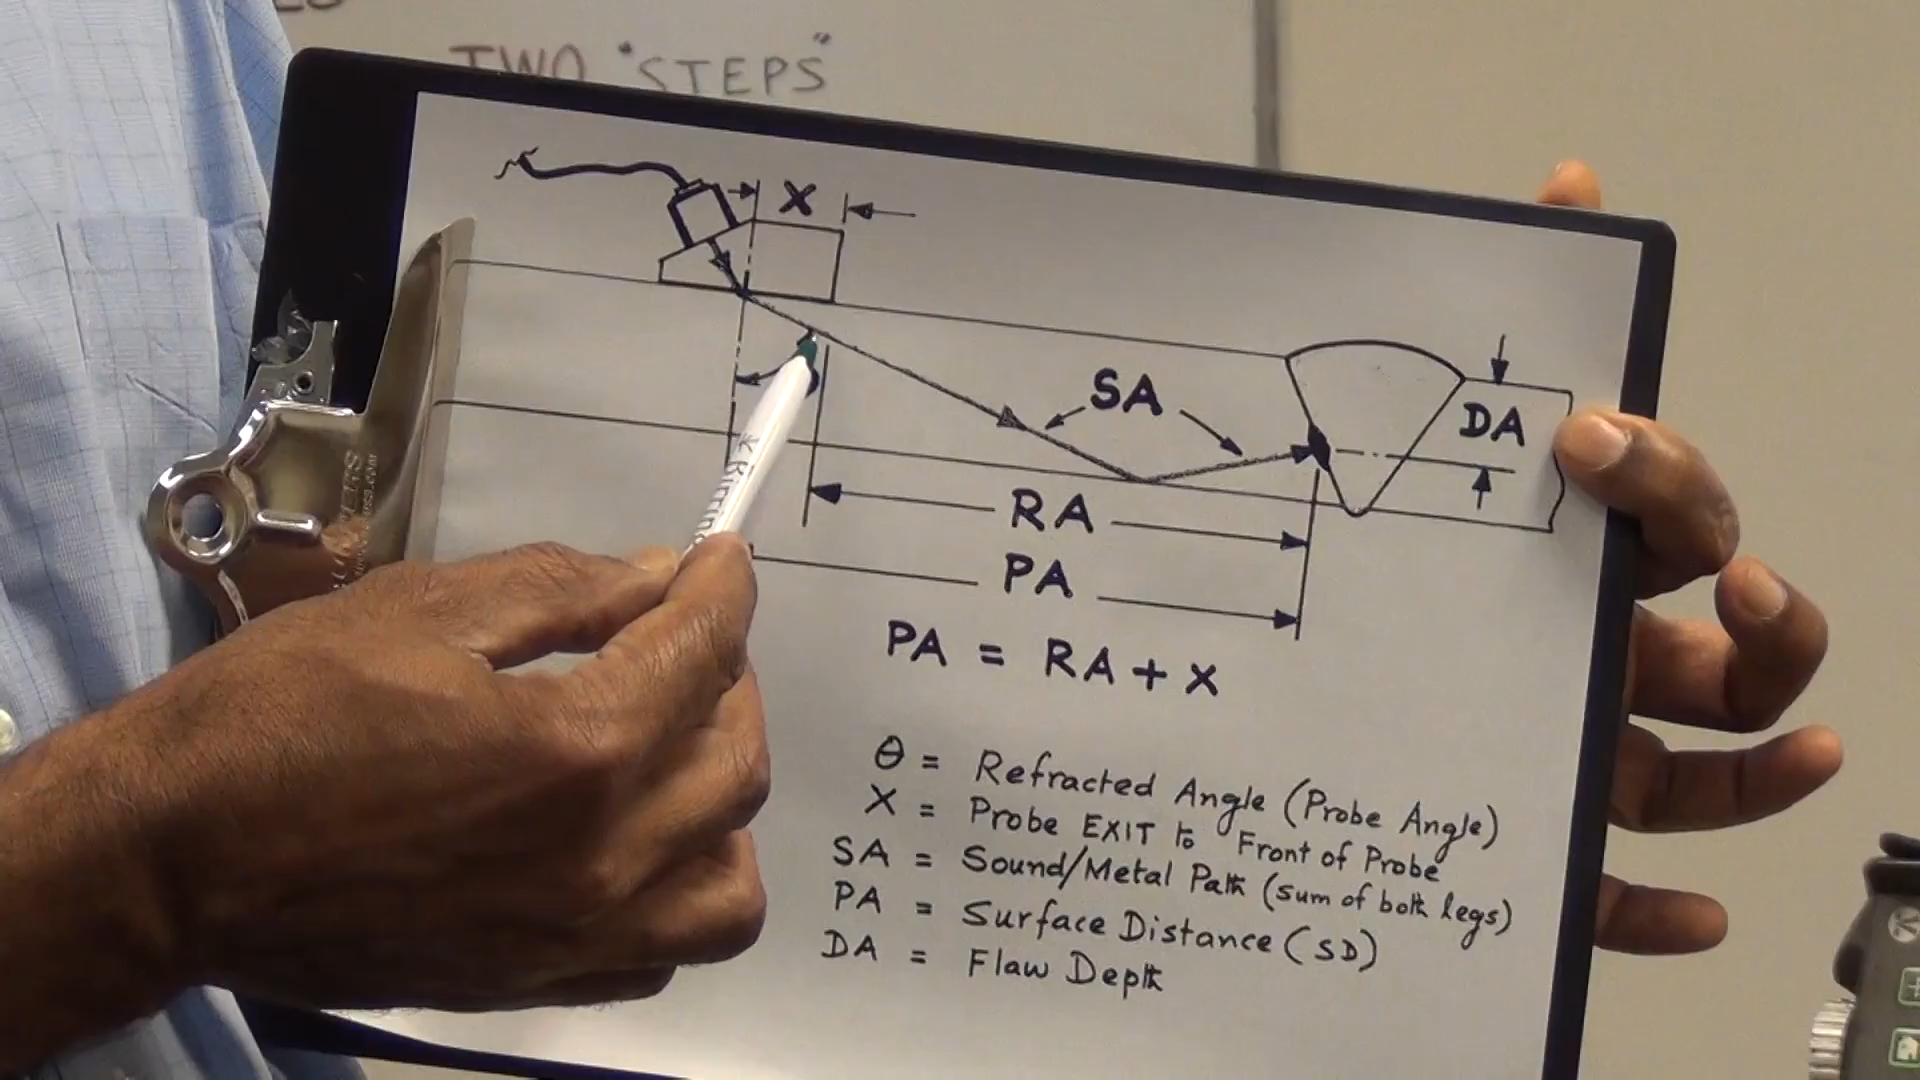 TWO "STEPS"
X
SA
DA
RA
PA
PA = RA + X
θ = Refracted Angle (Probe Angle)
X = Probe EXIT to Front of Probe
SA = Sound/Metal Path (sum of both legs)
PA = Surface Distance (SD)
DA = Flaw Depth